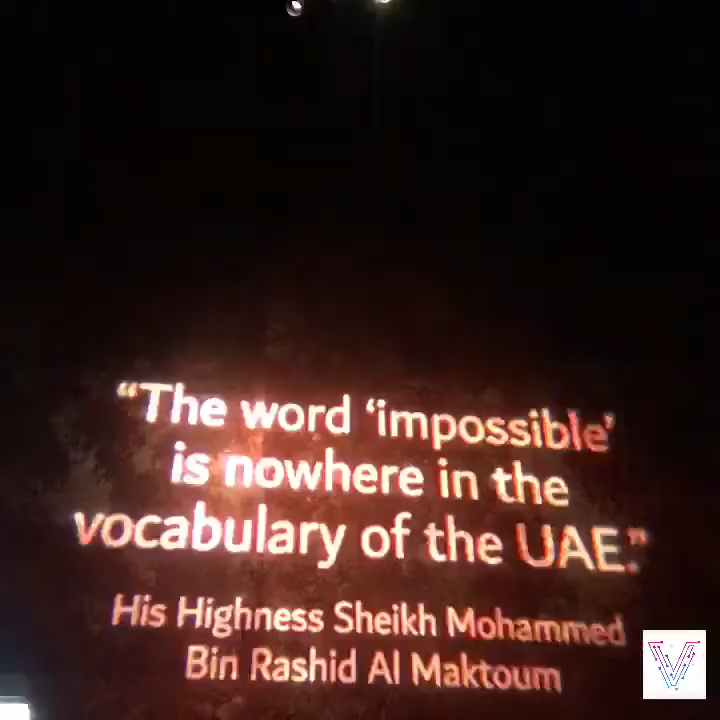 “The word ‘impossible’
is nowhere in the
vocabulary of the UAE.”
His Highness Sheikh Mohammed
Bin Rashid Al Maktoum